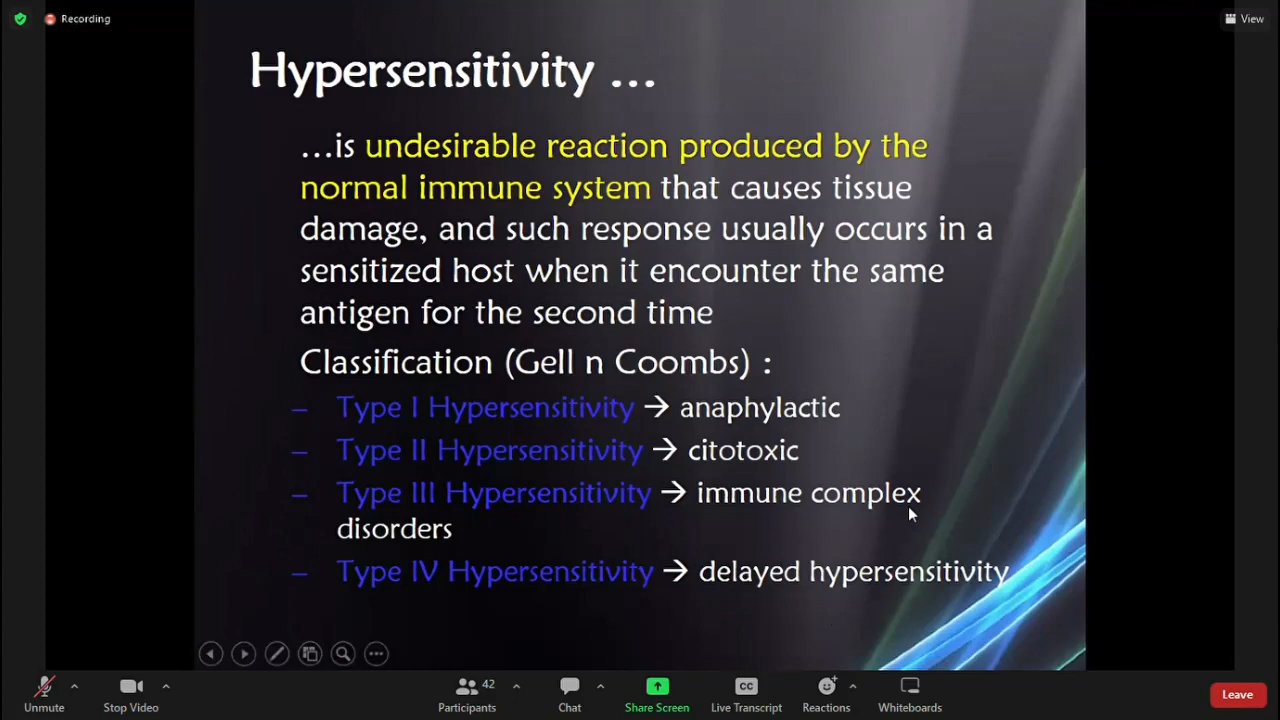 Recording
View
Hypersensitivity ...
...is undesirable reaction produced by the
normal immune system that causes tissue
damage, and such response usually occurs in a
sensitized host when it encounter the same
antigen for the second time
Classification (Gell n Coombs) :
– Type I Hypersensitivity → anaphylactic
– Type II Hypersensitivity → citotoxic
– Type III Hypersensitivity → immune complex
disorders
– Type IV Hypersensitivity → delayed hypersensitivity
42
CC
Unmute
Stop Video
Participants
Chat
Share Screen
Live Transcript
Reactions
Whiteboards
Leave